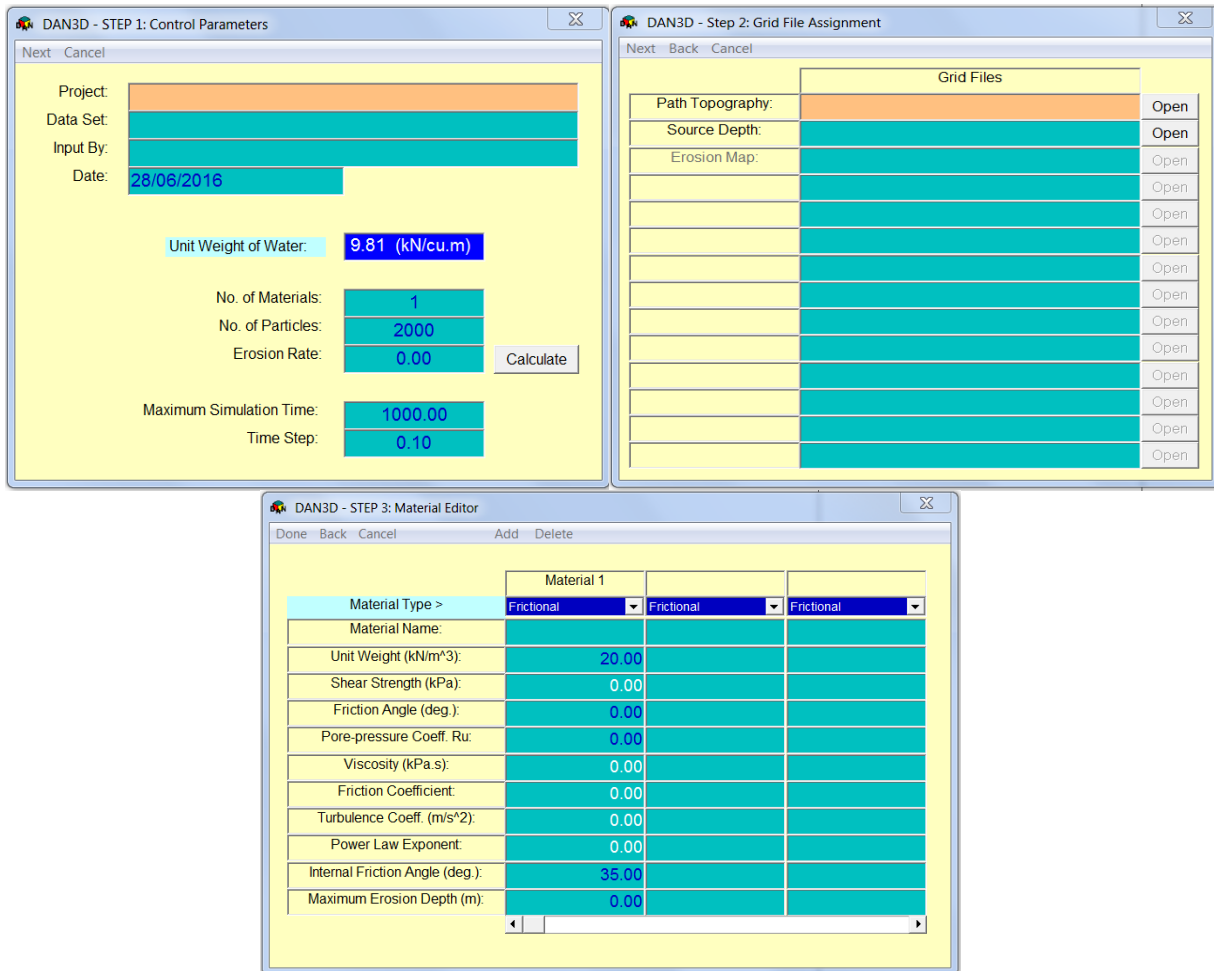 DAN3D - STEP 1: Control Parameters
Next Cancel
Project:
Data Set:
Input By:
Date: 28/06/2016
Unit Weight of Water: 9.81 (kN/cu.m)
No. of Materials: 1
No. of Particles: 2000
Erosion Rate: 0.00 Calculate
Maximum Simulation Time: 1000.00
Time Step: 0.10
DAN3D - Step 2: Grid File Assignment
Next Back Cancel
Grid Files
Path Topography: Open
Source Depth: Open
Erosion Map: Open
Open
Open
Open
Open
Open
Open
Open
Open
Open
Open
Open
DAN3D - STEP 3: Material Editor
Done Back Cancel Add Delete
Material 1
Material Type > Frictional Frictional Frictional
Material Name:
Unit Weight (kN/m^3): 20.00
Shear Strength (kPa): 0.00
Friction Angle (deg.): 0.00
Pore-pressure Coeff. Ru: 0.00
Viscosity (kPa.s): 0.00
Friction Coefficient: 0.00
Turbulence Coeff. (m/s^2): 0.00
Power Law Exponent: 0.00
Internal Friction Angle (deg.): 35.00
Maximum Erosion Depth (m): 0.00